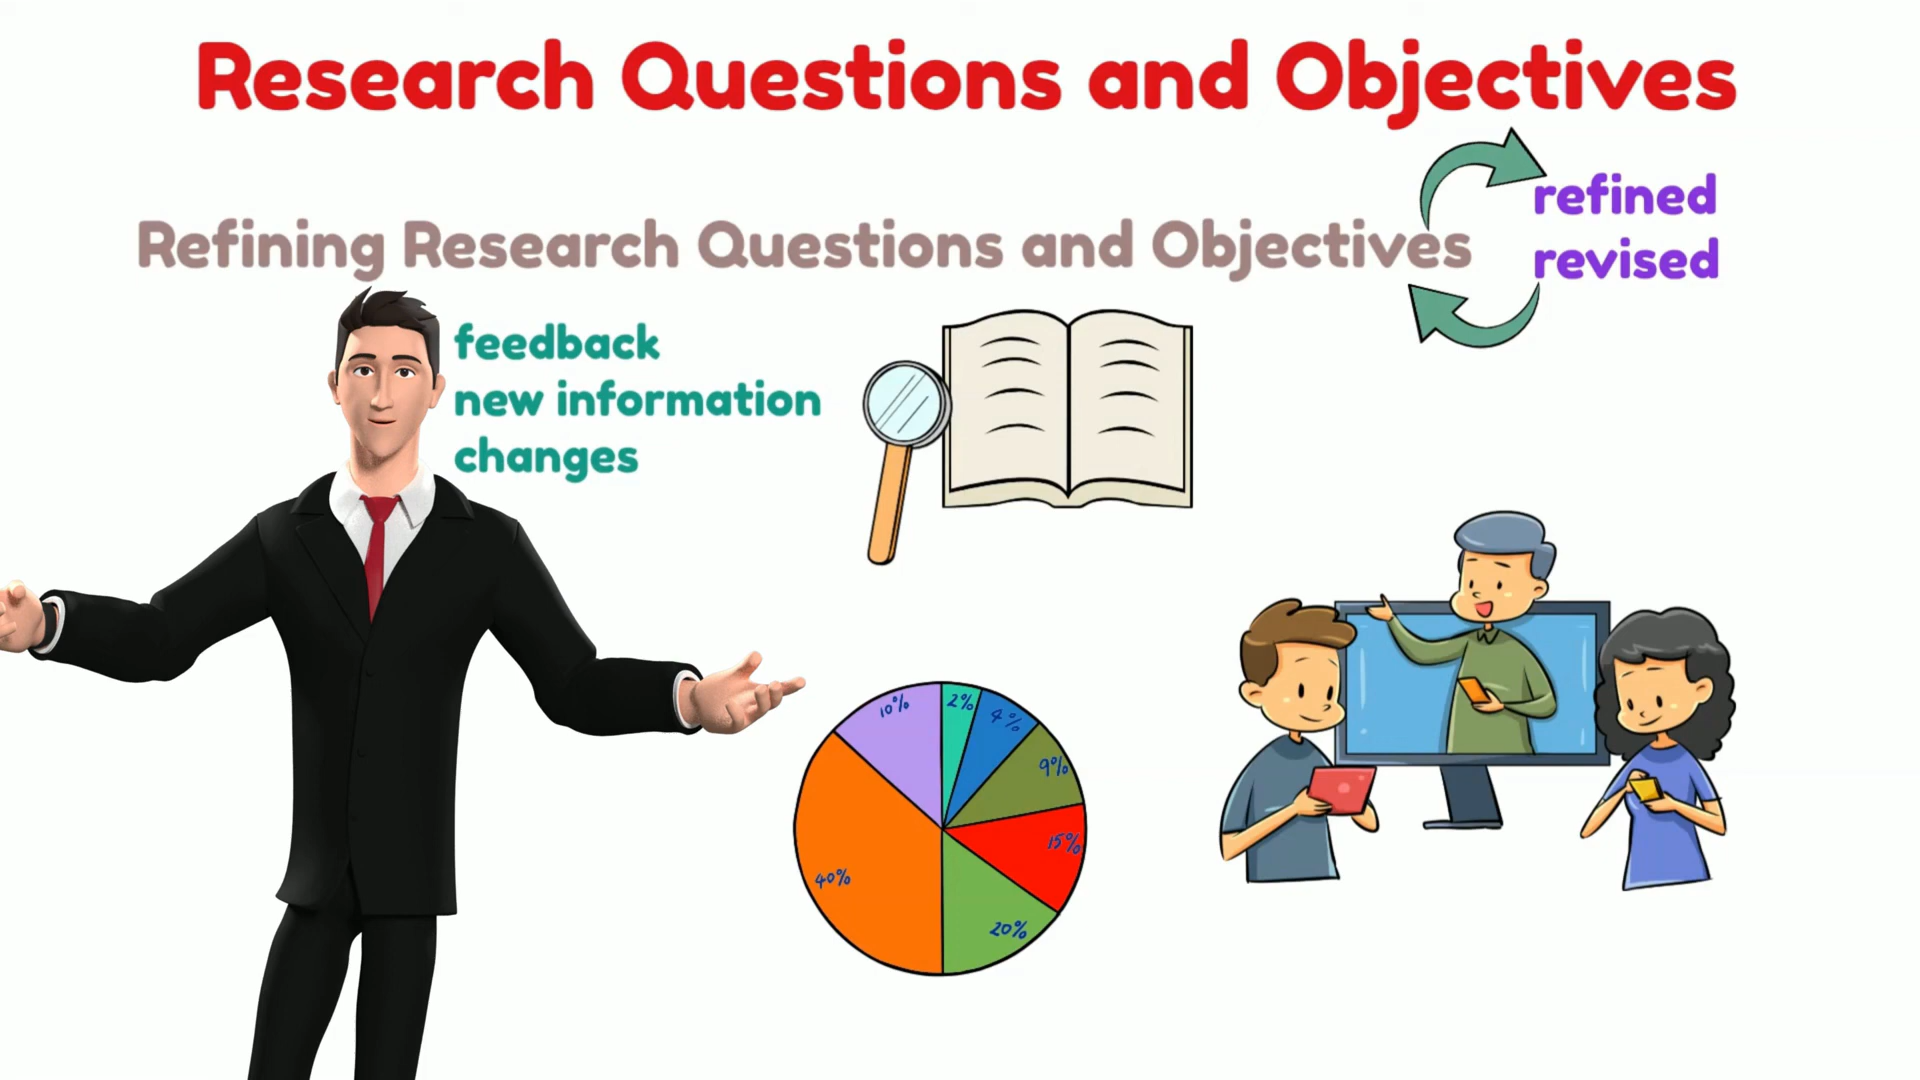 Research Questions and Objectives
refined
Refining Research Questions and Objectives
revised
feedback
new information
changes
10%
2%
4%
9%
15%
40%
20%